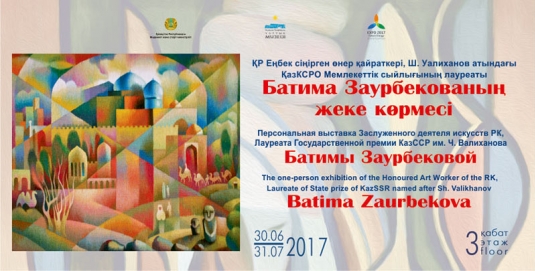 ҚР Еңбек сіңірген өнер қайраткері, Ш. Уалиханов атындағы
ҚазКСРО Мемлекеттік сыйлығының лауреаты
Батима Заурбекованың
жеке көрмесі
Персональная выставка Заслуженного деятеля искусств РК,
Лауреата Государственной премии КазССР им. Ч. Валиханова
Батимы Заурбековой
The one-person exhibition of the Honoured Art Worker of the RK,
Laureate of State prize of KazSSR named after Sh. Valikhanov
Batima Zaurbekova
30.06
31.07 2017
3 қабат
этаж
floor